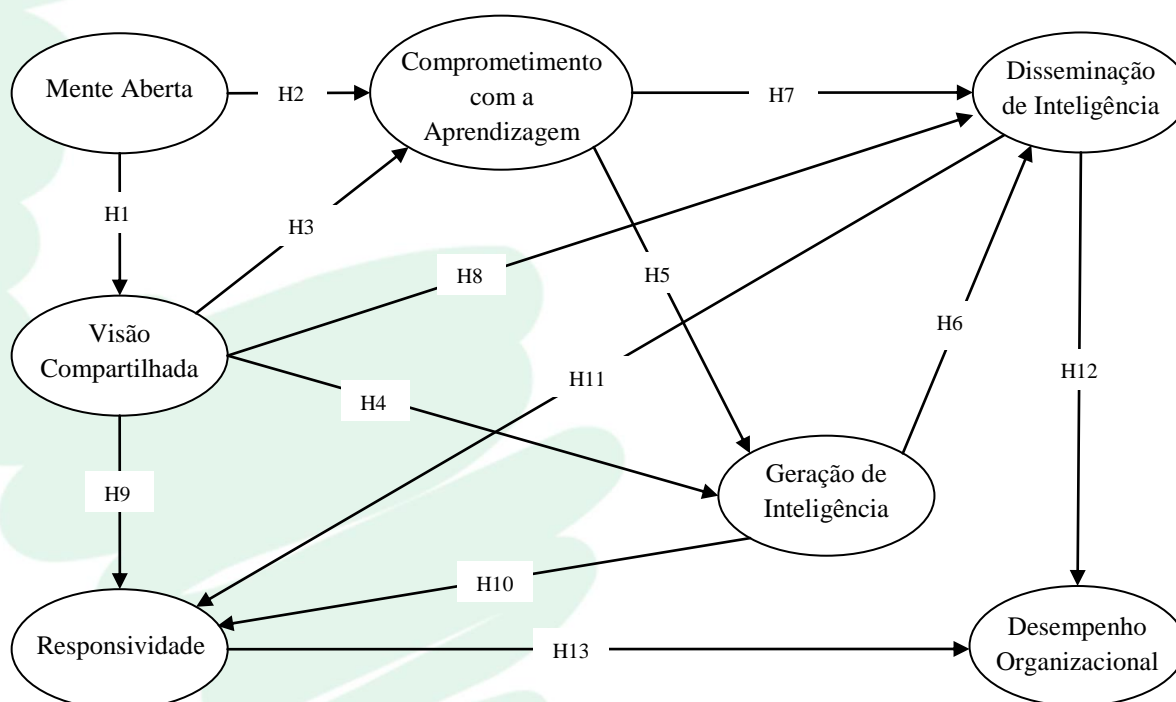 Mente Aberta
H2
Comprometimento
com a
Aprendizagem
H7
Disseminação
de Inteligência
H1
H3
H8
H5
H6
Visão
Compartilhada
H4
H11
H12
H9
Geração de
Inteligência
H10
Responsividade
H13
Desempenho
Organizacional